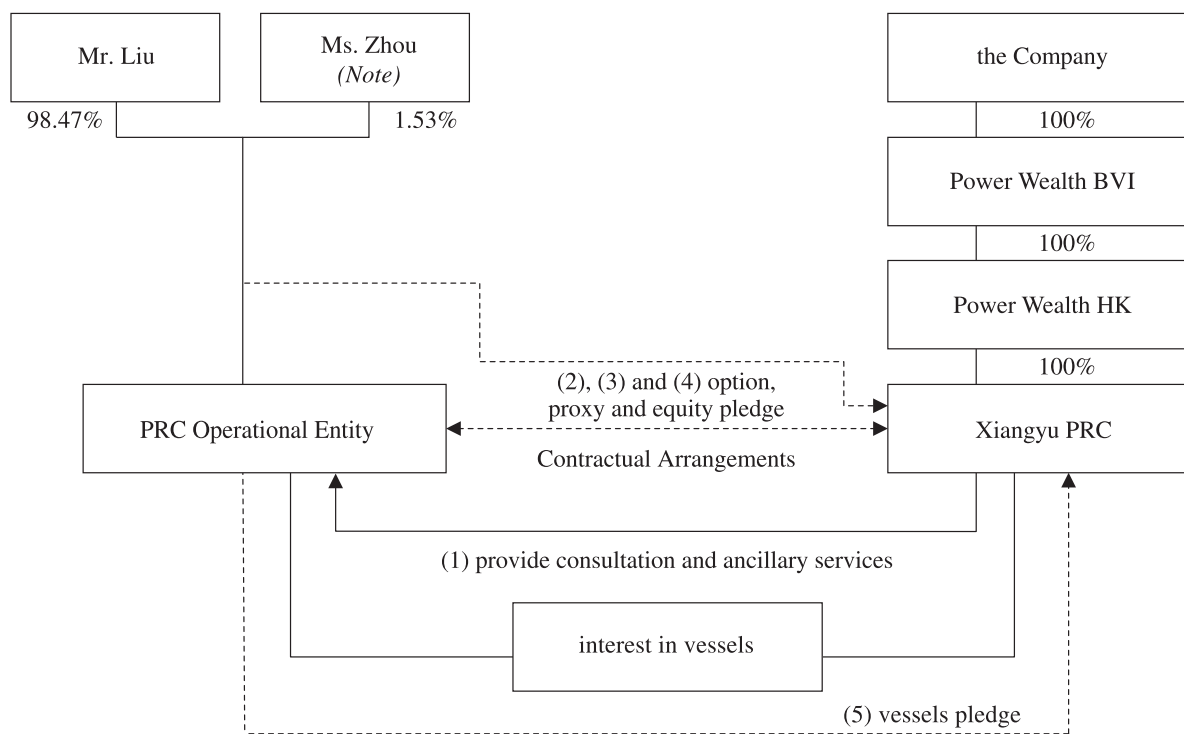 Mr. Liu
Ms. Zhou
(Note)
the Company
98.47%
1.53%
100%
Power Wealth BVI
100%
Power Wealth HK
100%
(2), (3) and (4) option,
proxy and equity pledge
PRC Operational Entity
Xiangyu PRC
Contractual Arrangements
(1) provide consultation and ancillary services
interest in vessels
(5) vessels pledge